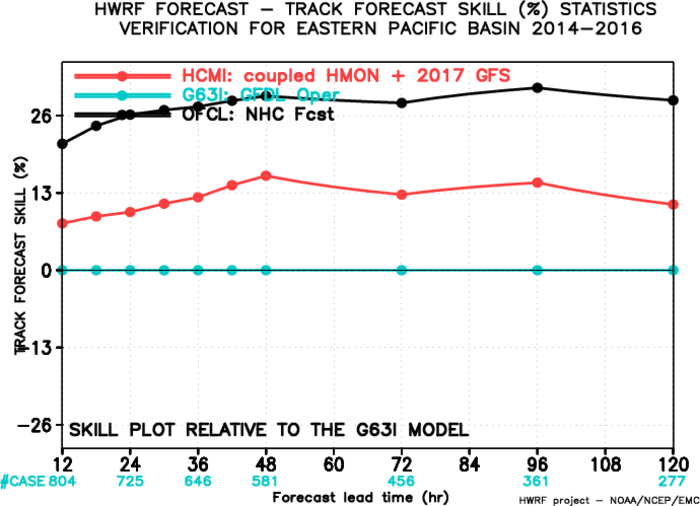 HWRF FORECAST – TRACK FORECAST SKILL (%) STATISTICS
VERIFICATION FOR EASTERN PACIFIC BASIN 2014–2016
HCMI: coupled HMON + 2017 GFS
G63I: GFDL Oper
OFCL: NHC Fcst
TRACK FORECAST SKILL (%)
26
13
0
–13
–26
SKILL PLOT RELATIVE TO THE G63I MODEL
12 24 36 48 60 72 84 96 108 120
#CASE 804 725 646 581 456 361 277
Forecast lead time (hr)
HWRF project – NOAA/NCEP/EMC